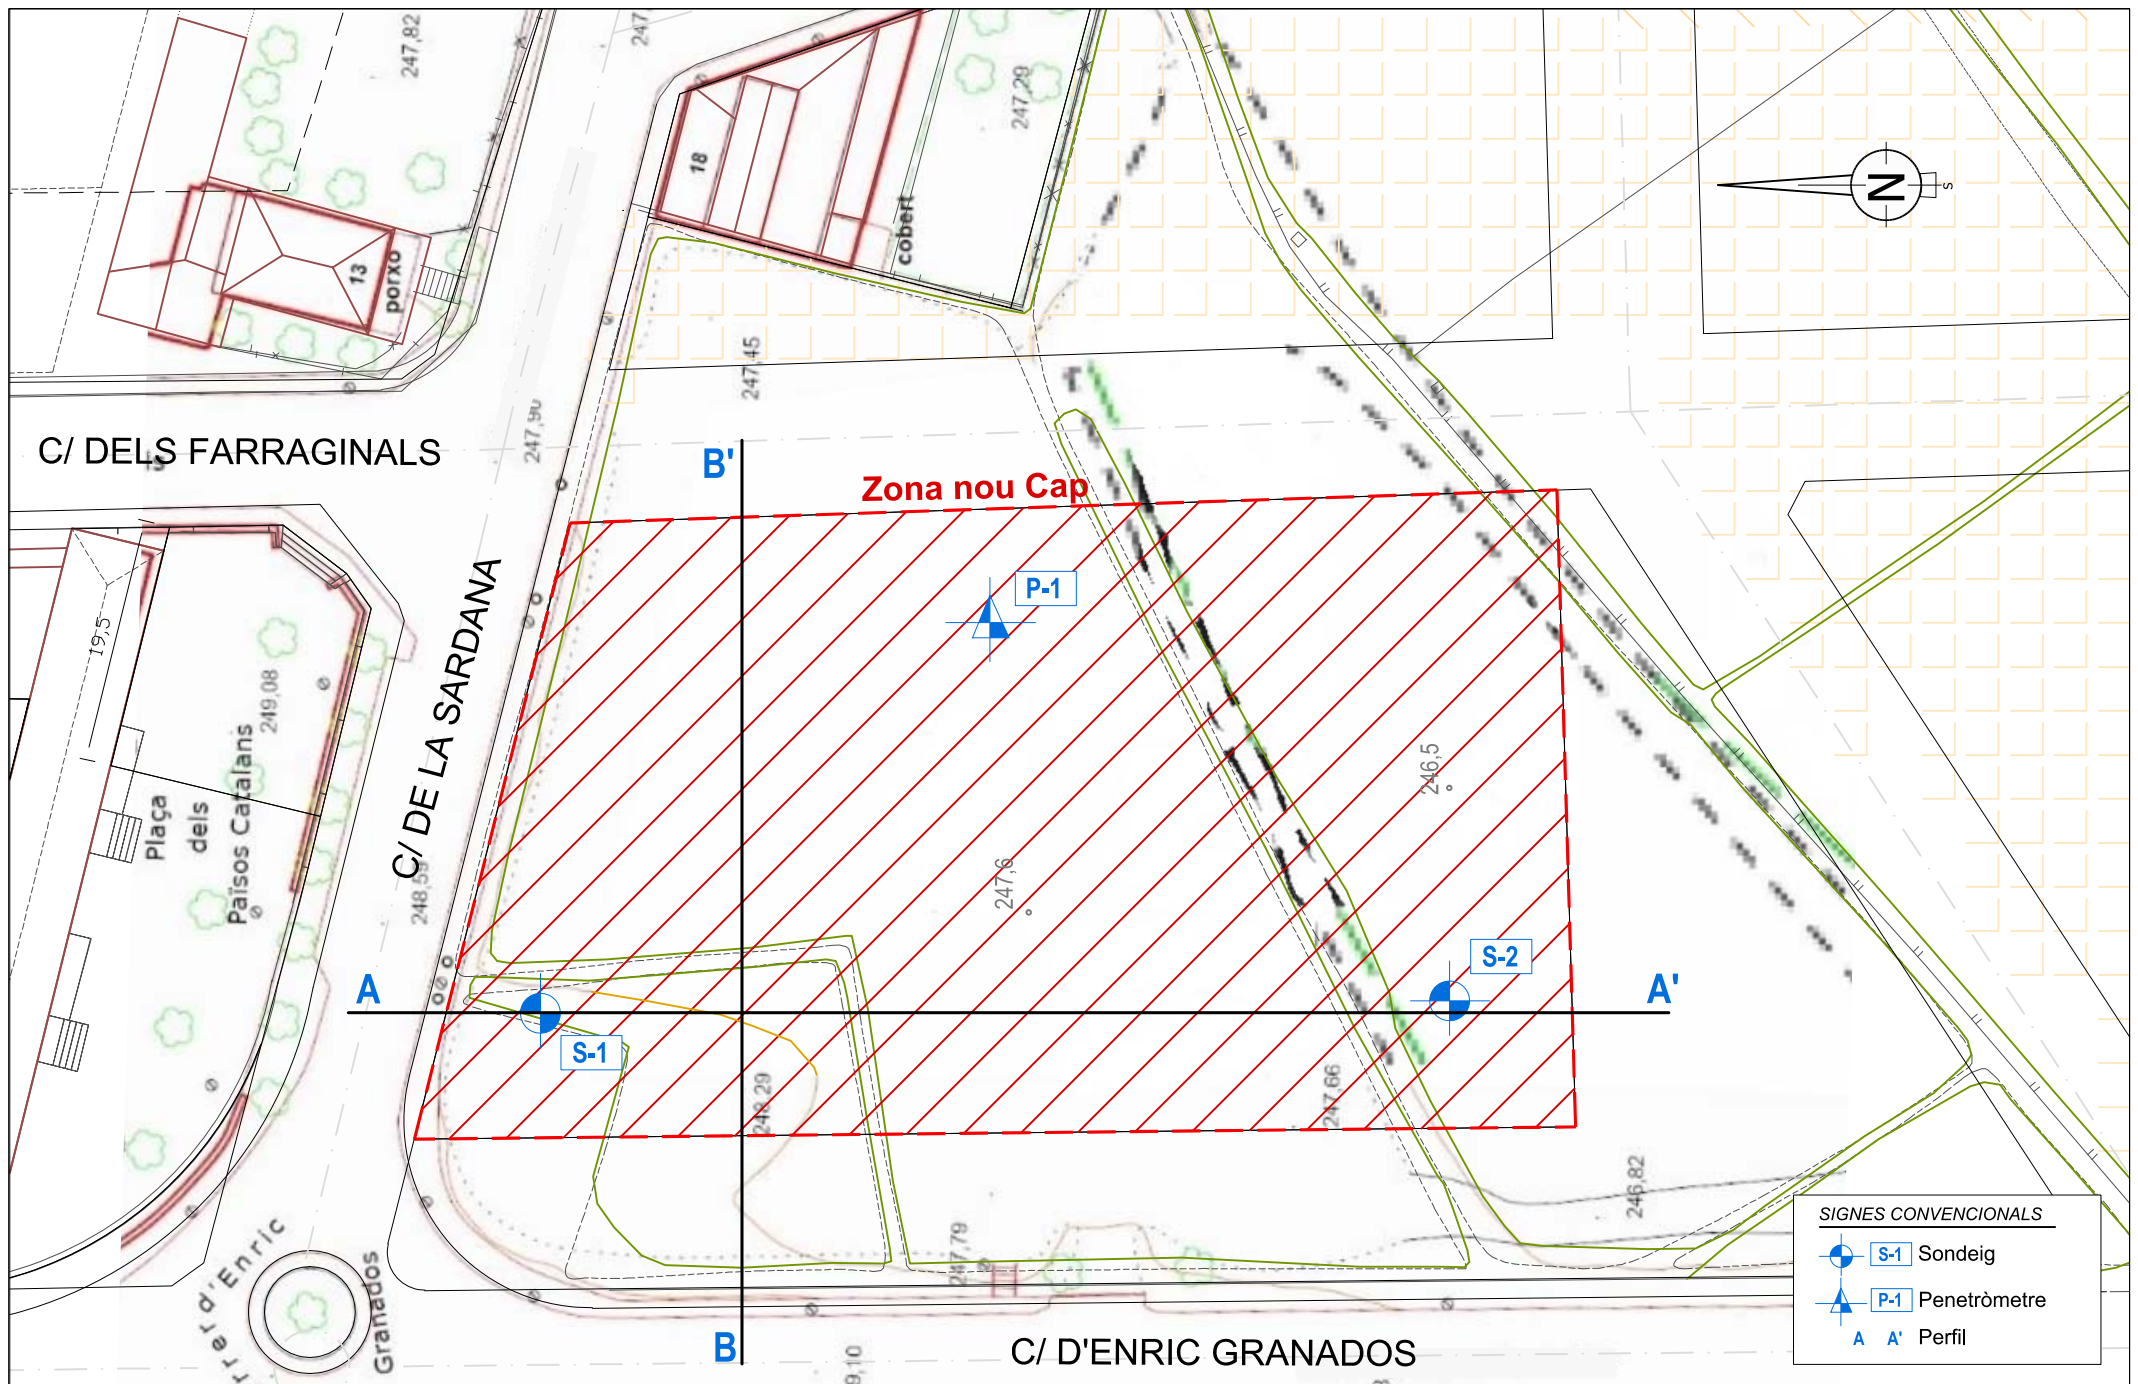 247,82
247,29
18
cobert
13
porxo
N
S
247,45
247,90
C/ DELS FARRAGINALS
B'
Zona nou Cap
P-1
C/ DE LA SARDANA
19,5
249,08
Plaça
dels
Països Catalans
248,59
246,5
247,6
A
S-1
S-2
A'
248,29
247,66
246,82
247,79
Granados
B
C/ D'ENRIC GRANADOS
SIGNES CONVENCIONALS
S-1 Sondeig
P-1 Penetròmetre
A A' Perfil